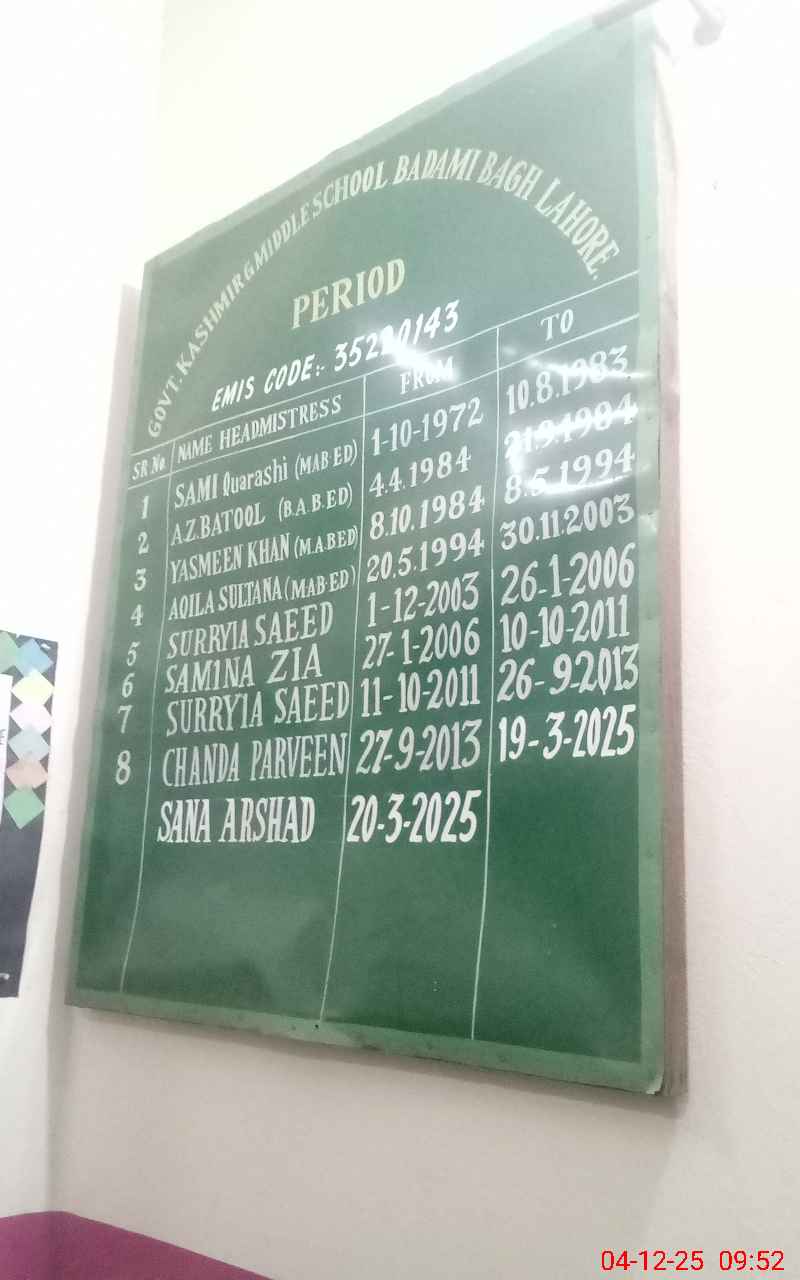 GOVT. KASHMIR G MIDDLE SCHOOL BADAMI BAGH LAHORE.
PERIOD
EMIS CODE:- 35220143
SR No. NAME HEADMISTRESS FROM TO
1 SAMI Quarashi (MAB ED) 1-10-1972 10.8.1983
2 A.Z.BATOOL (B.A.B.ED) 4.4.1984 21.9.1984
3 YASMEEN KHAN (M.A.B.ED) 8.10.1984 8.5.1994
4 AQILA SULTANA (M.AB.ED) 20.5.1994 30.11.2003
5 SURRYIA SAEED 1-12-2003 26-1-2006
6 SAMINA ZIA 27-1-2006 10-10-2011
7 SURRYIA SAEED 11-10-2011 26-9-2013
8 CHANDA PARVEEN 27-9-2013 19-3-2025
SANA ARSHAD 20-3-2025
04-12-25 09:52